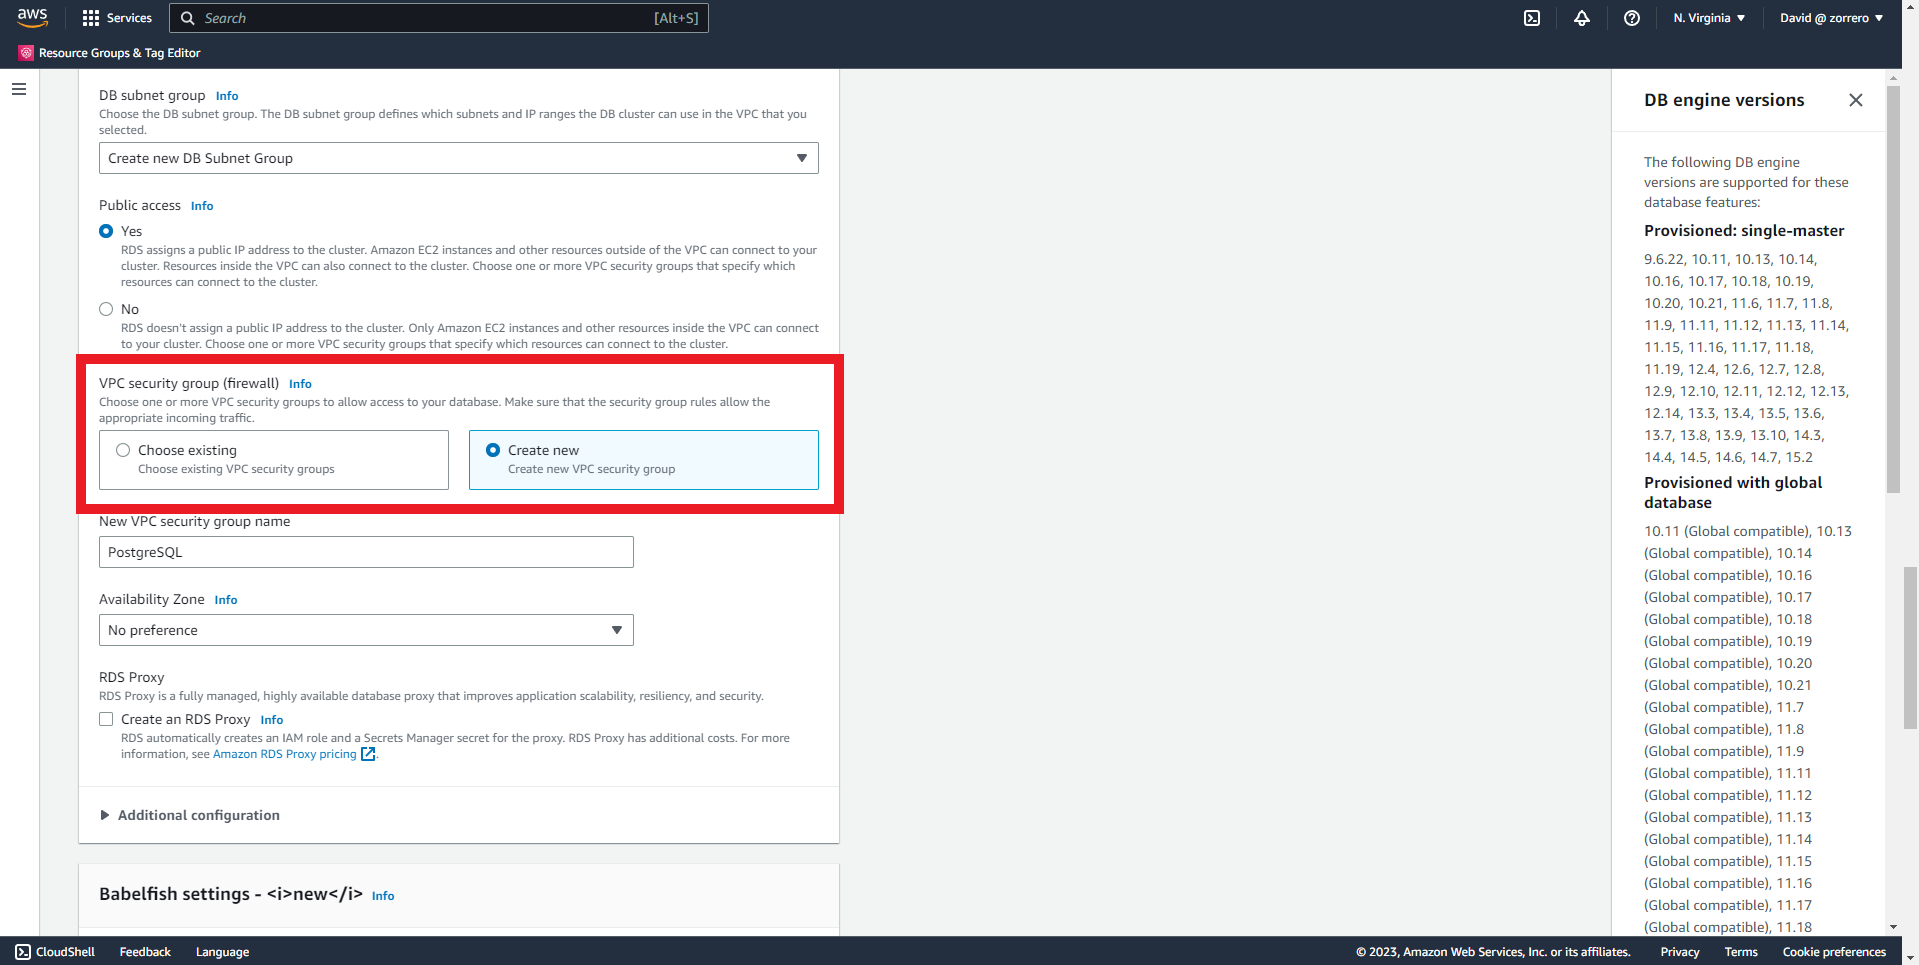 aws
Services
Search
[Alt+S]
N. Virginia
David @ zorrero
Resource Groups & Tag Editor
DB subnet group Info
Choose the DB subnet group. The DB subnet group defines which subnets and IP ranges the DB cluster can use in the VPC that you
selected.
Create new DB Subnet Group
Public access Info
Yes
RDS assigns a public IP address to the cluster. Amazon EC2 instances and other resources outside of the VPC can connect to your
cluster. Resources inside the VPC can also connect to the cluster. Choose one or more VPC security groups that specify which
resources can connect to the cluster.
No
RDS doesn't assign a public IP address to the cluster. Only Amazon EC2 instances and other resources inside the VPC can connect
to your cluster. Choose one or more VPC security groups that specify which resources can connect to the cluster.
VPC security group (firewall) Info
Choose one or more VPC security groups to allow access to your database. Make sure that the security group rules allow the
appropriate incoming traffic.
Choose existing
Choose existing VPC security groups
Create new
Create new VPC security group
New VPC security group name
PostgreSQL
Availability Zone Info
No preference
RDS Proxy
RDS Proxy is a fully managed, highly available database proxy that improves application scalability, resiliency, and security.
Create an RDS Proxy Info
RDS automatically creates an IAM role and a Secrets Manager secret for the proxy. RDS Proxy has additional costs. For more
information, see Amazon RDS Proxy pricing.
Additional configuration
Babelfish settings - <i>new</i> Info
DB engine versions
The following DB engine
versions are supported for these
database features:
Provisioned: single-master
9.6.22, 10.11, 10.13, 10.14,
10.16, 10.17, 10.18, 10.19,
10.20, 10.21, 11.6, 11.7, 11.8,
11.9, 11.11, 11.12, 11.13, 11.14,
11.15, 11.16, 11.17, 11.18,
11.19, 12.4, 12.6, 12.7, 12.8,
12.9, 12.10, 12.11, 12.12, 12.13,
12.14, 13.3, 13.4, 13.5, 13.6,
13.7, 13.8, 13.9, 13.10, 14.3,
14.4, 14.5, 14.6, 14.7, 15.2
Provisioned with global
database
10.11 (Global compatible), 10.13
(Global compatible), 10.14
(Global compatible), 10.16
(Global compatible), 10.17
(Global compatible), 10.18
(Global compatible), 10.19
(Global compatible), 10.20
(Global compatible), 10.21
(Global compatible), 11.7
(Global compatible), 11.8
(Global compatible), 11.9
(Global compatible), 11.11
(Global compatible), 11.12
(Global compatible), 11.13
(Global compatible), 11.14
(Global compatible), 11.15
(Global compatible), 11.16
(Global compatible), 11.17
(Global compatible), 11.18
CloudShell
Feedback
Language
© 2023, Amazon Web Services, Inc. or its affiliates.
Privacy
Terms
Cookie preferences